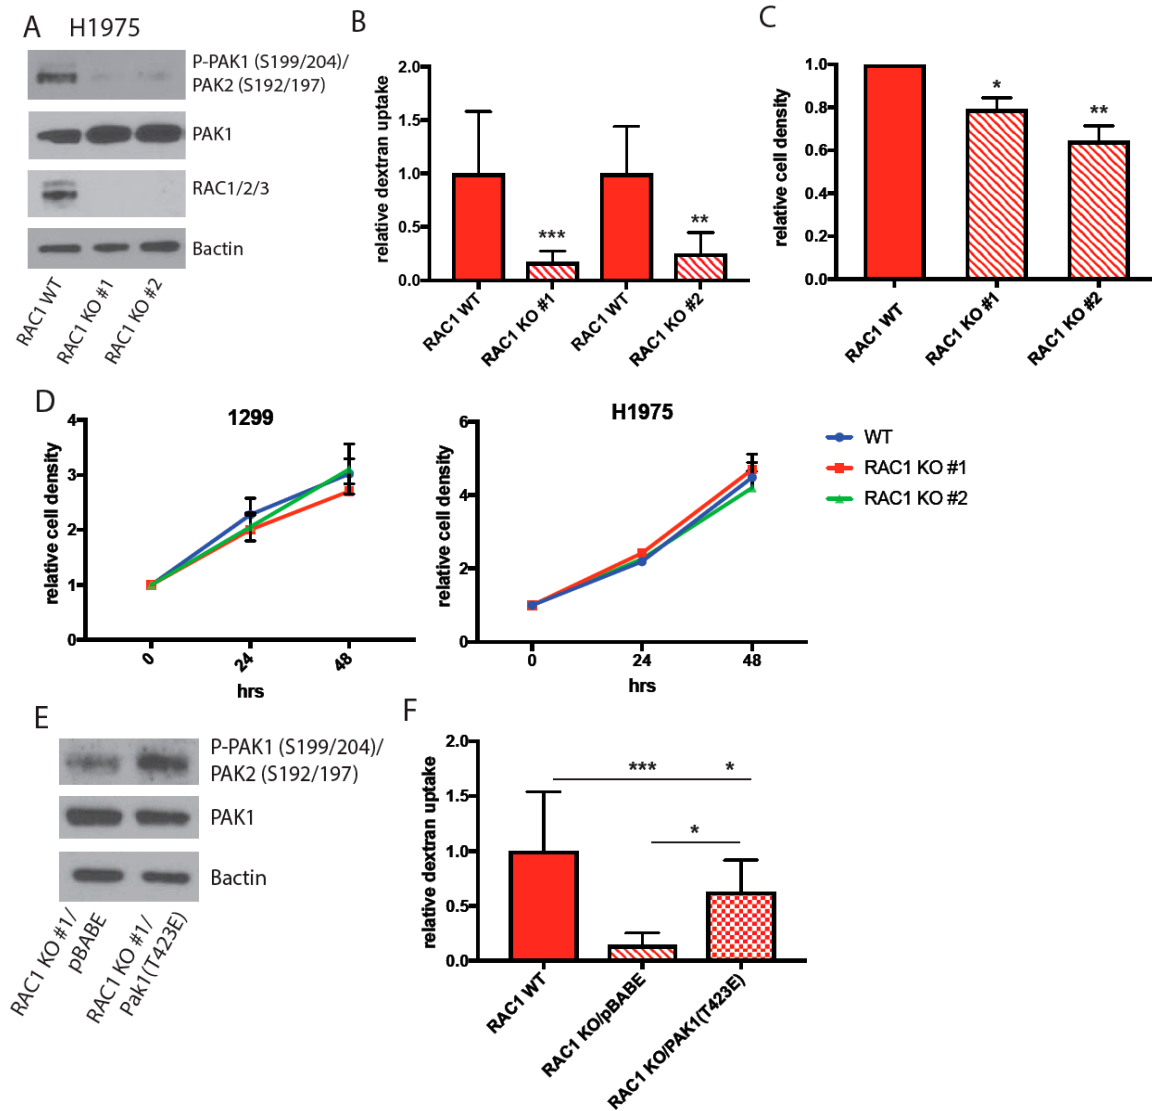 A
H1975
P-PAK1 (S199/204)/
PAK2 (S192/197)
PAK1
RAC1/2/3
Bactin
RAC1 WT
RAC1 KO #1
RAC1 KO #2
B
relative dextran uptake
2.0
1.5
1.0
0.5
0.0
***
**
RAC1 WT
RAC1 KO #1
RAC1 WT
RAC1 KO #2
C
relative cell density
1.0
0.8
0.6
0.4
0.2
0.0
*
**
RAC1 WT
RAC1 KO #1
RAC1 KO #2
D
1299
relative cell density
4
3
2
1
0
0
24
48
hrs
H1975
relative cell density
6
4
2
0
0
24
48
hrs
WT
RAC1 KO #1
RAC1 KO #2
E
P-PAK1 (S199/204)/
PAK2 (S192/197)
PAK1
Bactin
RAC1 KO #1/
pBABE
RAC1 KO #1/
Pak1(T423E)
F
relative dextran uptake
2.0
1.5
1.0
0.5
0.0
*** *
*
RAC1 WT
RAC1 KO/pBABE
RAC1 KO/PAK1(T423E)